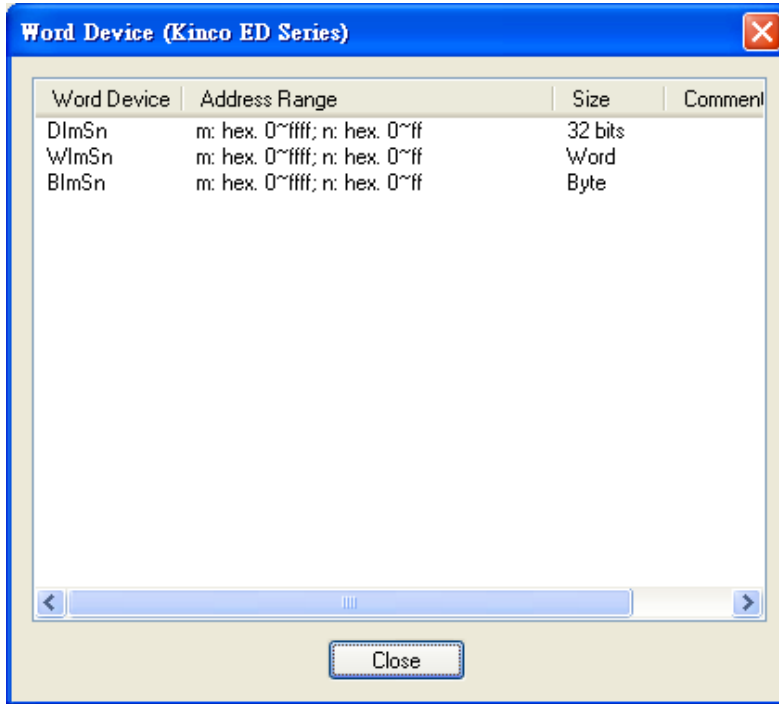 Word Device (Kinco ED Series)
Word Device Address Range Size Comment
DImSn m: hex. 0~ffff; n: hex. 0~ff 32 bits
WImSn m: hex. 0~ffff; n: hex. 0~ff Word
BImSn m: hex. 0~ffff; n: hex. 0~ff Byte
Close